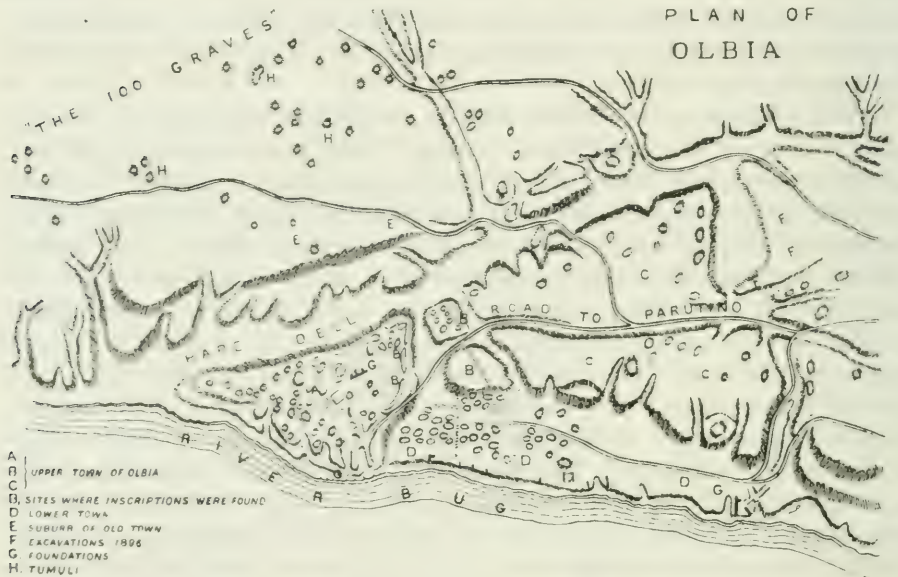 PLAN OF
OLBIA
"THE 100 GRAVES"
H
H
H
C
E
E
F
F
C
ROAD TO PARUTINO
HARE DELL
B
B
G
A
B
B
C
C
D
D
D G
RIVER BUG
G
A
B
C
UPPER TOWN OF OLBIA
B, SITES WHERE INSCRIPTIONS WERE FOUND
D LOWER TOWN
E SUBURB OF OLD TOWN
F EXCAVATIONS 1896
G. FOUNDATIONS
H. TUMULI